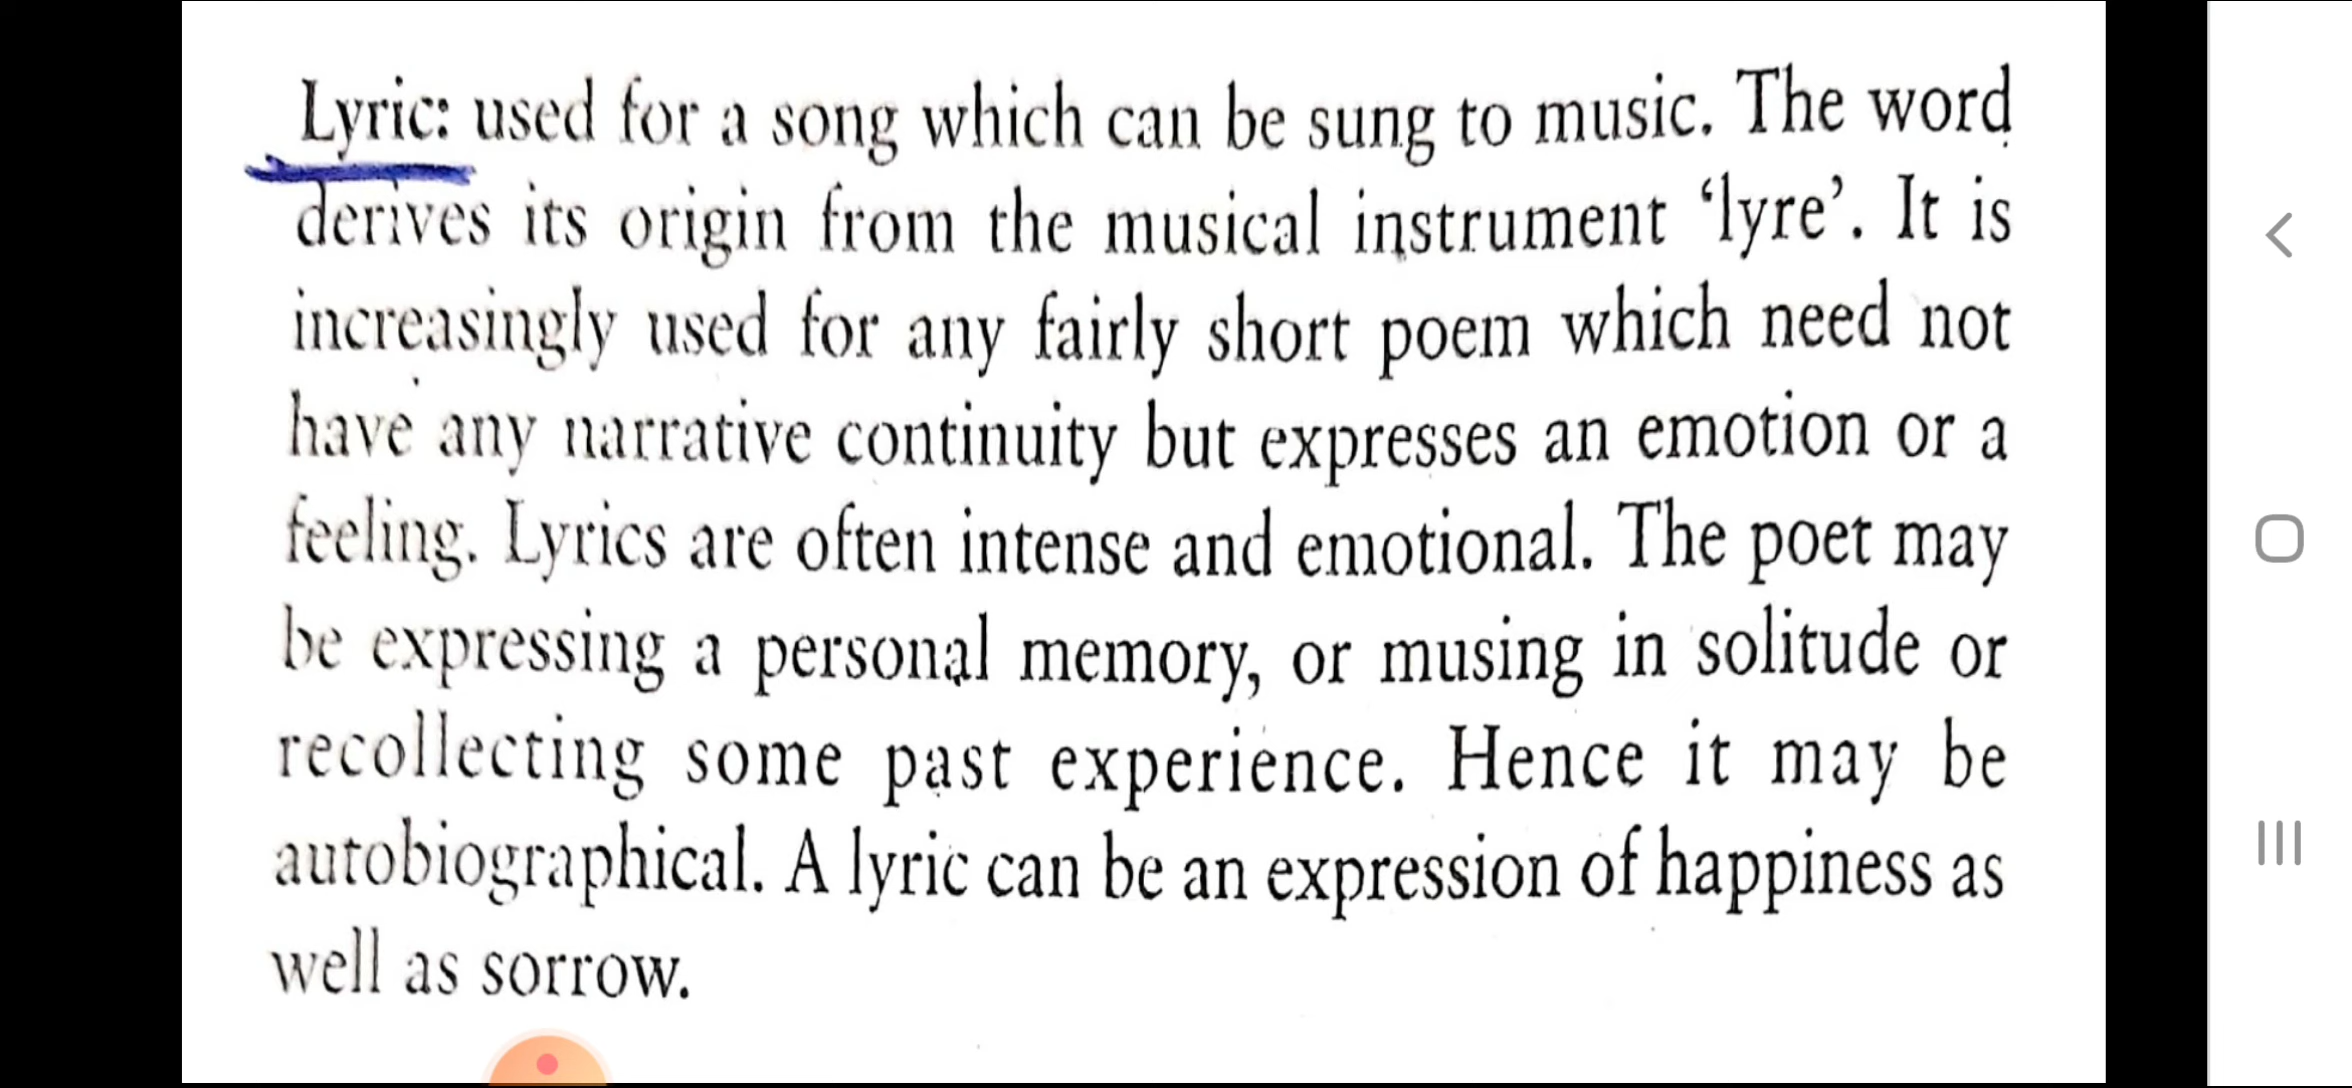 Lyric: used for a song which can be sung to music. The word
derives its origin from the musical instrument ‘lyre’. It is
increasingly used for any fairly short poem which need not
have any narrative continuity but expresses an emotion or a
feeling. Lyrics are often intense and emotional. The poet may
be expressing a personal memory, or musing in solitude or
recollecting some past experience. Hence it may be
autobiographical. A lyric can be an expression of happiness as
well as sorrow.